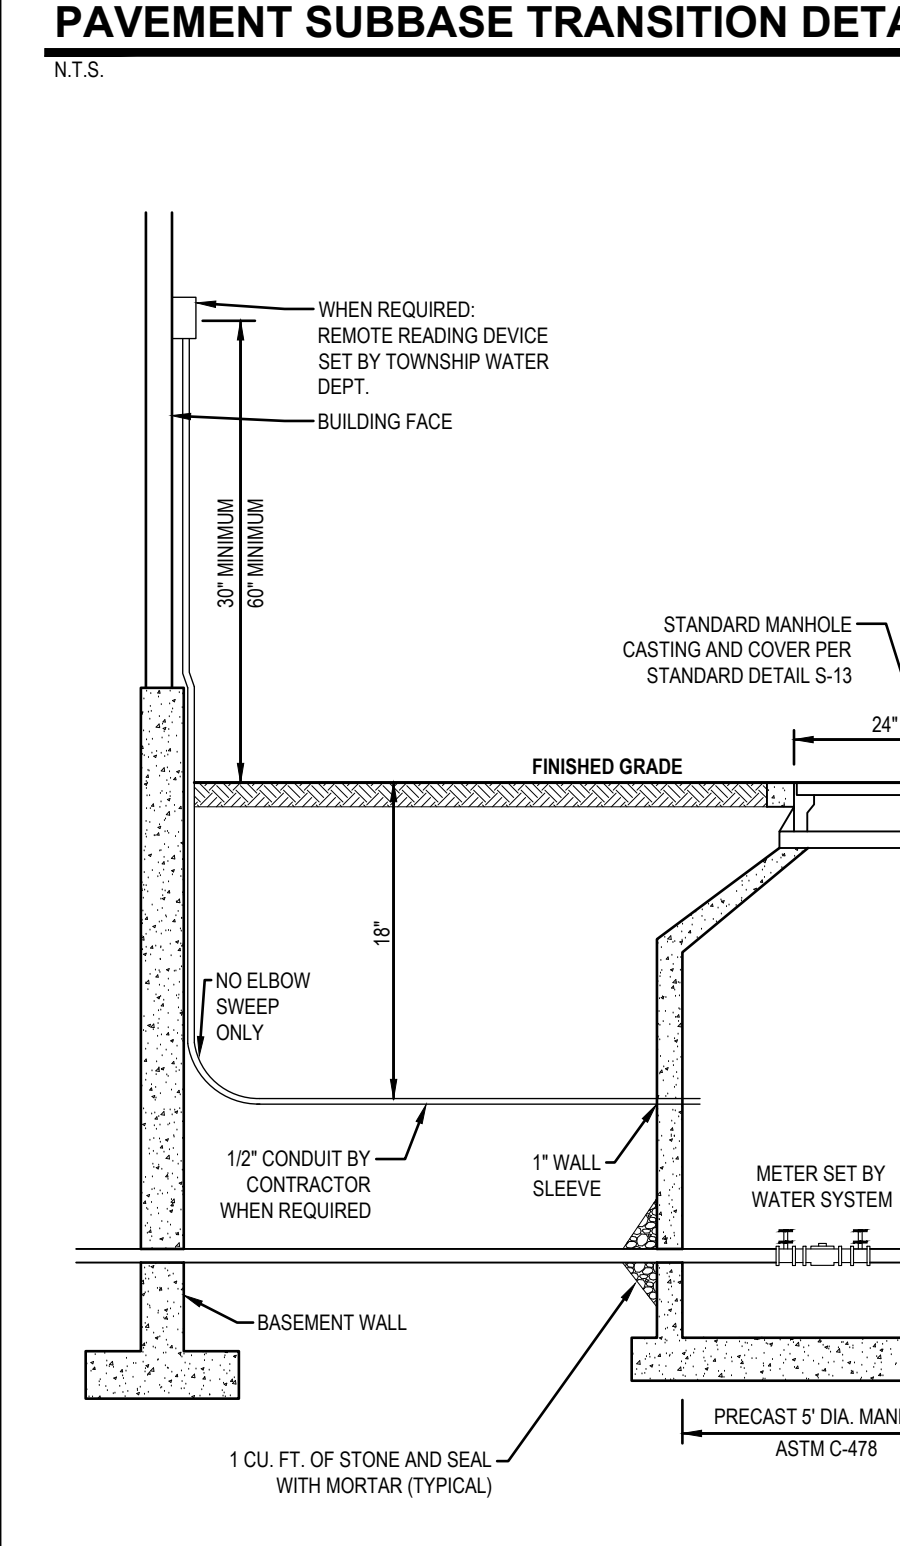 PAVEMENT SUBBASE TRANSITION DETA
N.T.S.
WHEN REQUIRED:
REMOTE READING DEVICE
SET BY TOWNSHIP WATER
DEPT.
BUILDING FACE
30" MINIMUM
60" MINIMUM
STANDARD MANHOLE
CASTING AND COVER PER
STANDARD DETAIL S-13
24"
FINISHED GRADE
18"
NO ELBOW
SWEEP
ONLY
1/2" CONDUIT BY
CONTRACTOR
WHEN REQUIRED
1" WALL
SLEEVE
METER SET BY
WATER SYSTEM
BASEMENT WALL
PRECAST 5' DIA. MAN
ASTM C-478
1 CU. FT. OF STONE AND SEAL
WITH MORTAR (TYPICAL)